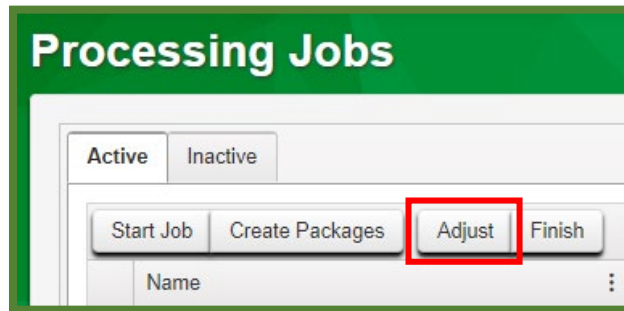 Processing Jobs
Active Inactive
Start Job Create Packages Adjust Finish
Name